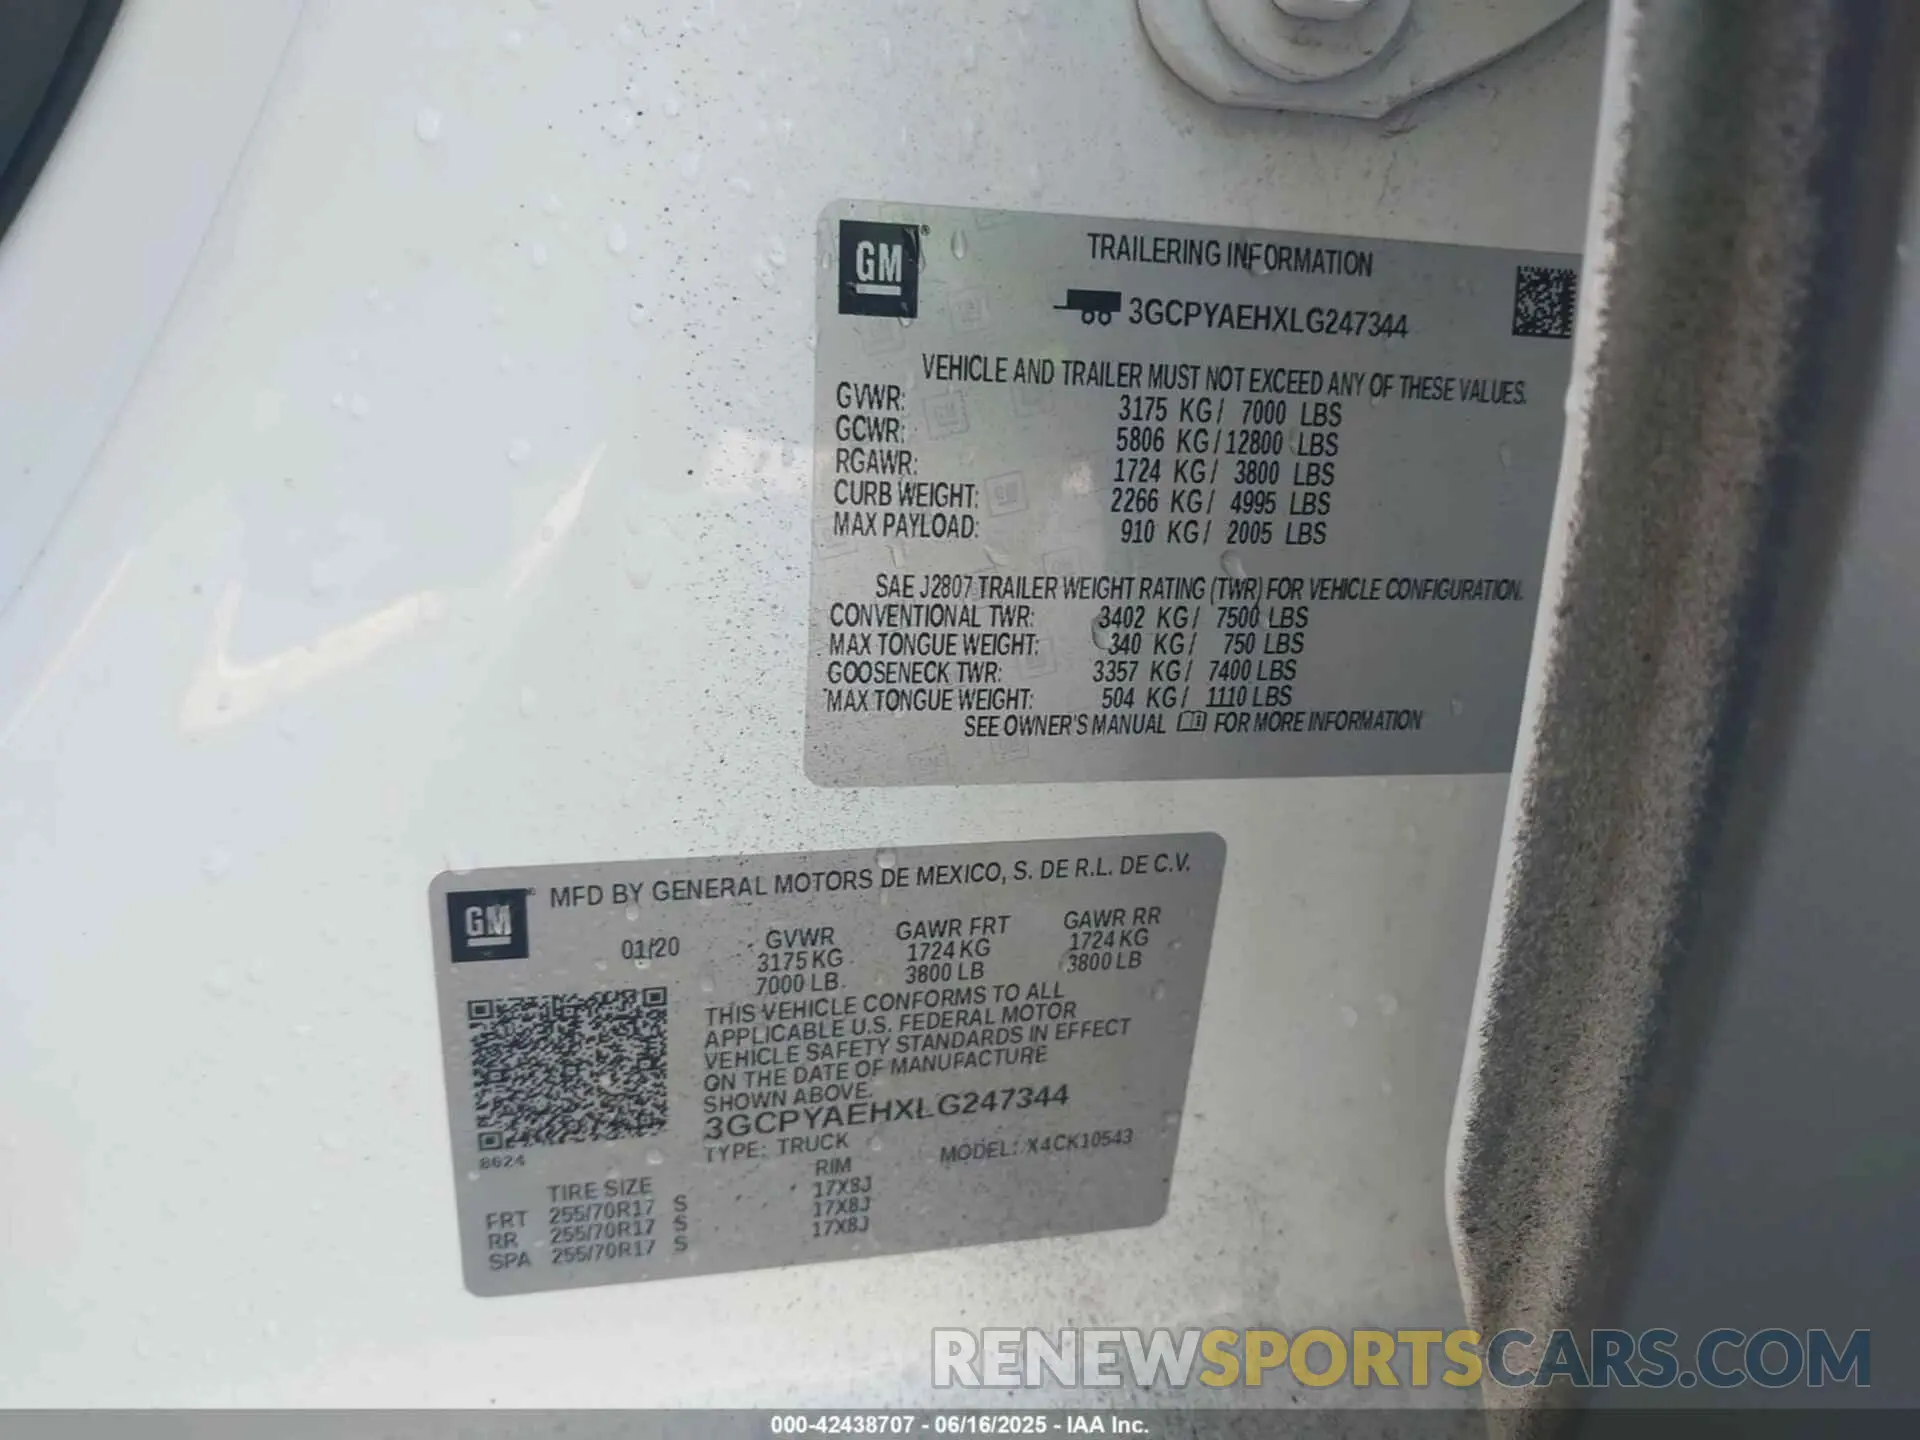 GM®
TRAILERING INFORMATION
3GCPYAEHXLG247344
VEHICLE AND TRAILER MUST NOT EXCEED ANY OF THESE VALUES.
GVWR: 3175 KG/ 7000 LBS
GCWR: 5806 KG/12800 LBS
RGAWR: 1724 KG/ 3800 LBS
CURB WEIGHT: 2266 KG/ 4995 LBS
MAX PAYLOAD: 910 KG/ 2005 LBS
SAE J2807 TRAILER WEIGHT RATING (TWR) FOR VEHICLE CONFIGURATION.
CONVENTIONAL TWR: 3402 KG/ 7500 LBS
MAX TONGUE WEIGHT: 340 KG/ 750 LBS
GOOSENECK TWR: 3357 KG/ 7400 LBS
MAX TONGUE WEIGHT: 504 KG/ 1110 LBS
SEE OWNER'S MANUAL FOR MORE INFORMATION
GM®
MFD BY GENERAL MOTORS DE MEXICO, S. DE R.L. DE C.V.
01/20 GVWR GAWR FRT GAWR RR
3175 KG 1724 KG 1724 KG
7000 LB 3800 LB 3800 LB
THIS VEHICLE CONFORMS TO ALL
APPLICABLE U.S. FEDERAL MOTOR
VEHICLE SAFETY STANDARDS IN EFFECT
ON THE DATE OF MANUFACTURE
SHOWN ABOVE.
3GCPYAEHXLG247344
TYPE: TRUCK MODEL: X4CK10543
8624
TIRE SIZE RIM
FRT 255/70R17 S 17X8J
RR 255/70R17 S 17X8J
SPA 255/70R17 S 17X8J
RENEWSPORTSCARS.COM
000-42438707 - 06/16/2025 - IAA Inc.